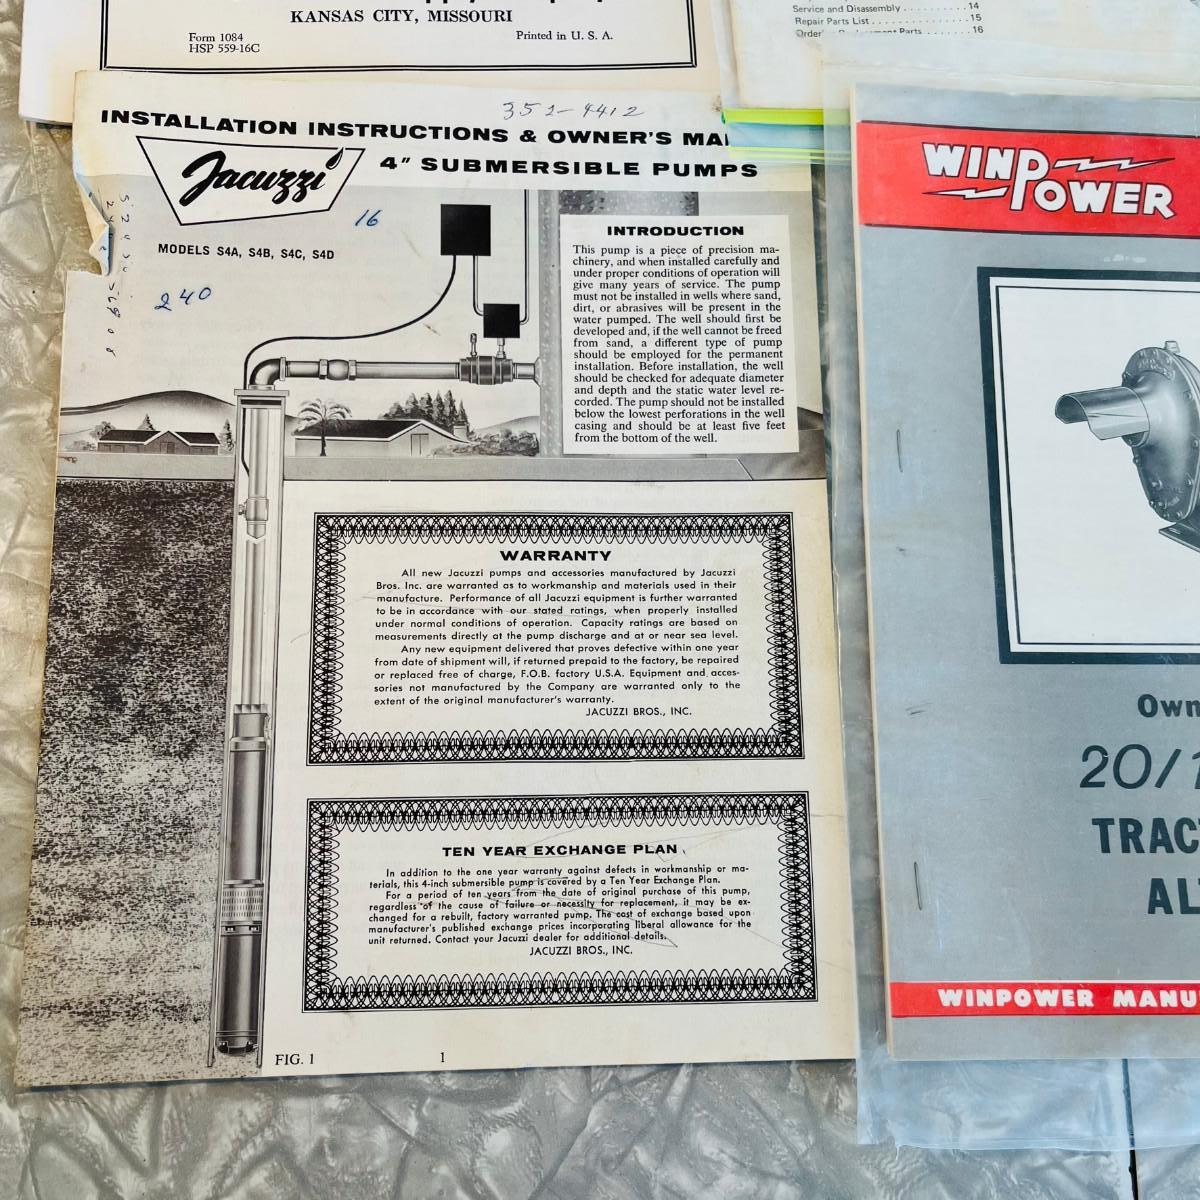 KANSAS CITY, MISSOURI
Form 1084
HSP 559-16C
Printed in U. S. A.
Service and Disassembly . . . . . . . . 14
Repair Parts List . . . . . . . . . . . . 15
Parts . . . . . . . 16
351-4412
INSTALLATION INSTRUCTIONS & OWNER'S MA
Jacuzzi
4" SUBMERSIBLE PUMPS
16
MODELS S4A, S4B, S4C, S4D
240
INTRODUCTION
This pump is a piece of precision ma-
chinery, and when installed carefully and
under proper conditions of operation will
give many years of service. The pump
must not be installed in wells where sand,
dirt, or abrasives will be present in the
water pumped. The well should first be
developed and, if the well cannot be freed
from sand, a different type of pump
should be employed for the permanent
installation. Before installation, the well
should be checked for adequate diameter
and depth and the static water level re-
corded. The pump should not be installed
below the lowest perforations in the well
casing and should be at least five feet
from the bottom of the well.
WARRANTY
All new Jacuzzi pumps and accessories manufactured by Jacuzzi
Bros. Inc. are warranted as to workmanship and materials used in their
manufacture. Performance of all Jacuzzi equipment is further warranted
to be in accordance with our stated ratings, when properly installed
under normal conditions of operation. Capacity ratings are based on
measurements directly at the pump discharge and at or near sea level.
Any new equipment delivered that proves defective within one year
from date of shipment will, if returned prepaid to the factory, be repaired
or replaced free of charge, F.O.B. factory U.S.A. Equipment and acces-
sories not manufactured by the Company are warranted only to the
extent of the original manufacturer's warranty.
JACUZZI BROS., INC.
TEN YEAR EXCHANGE PLAN
In addition to the one year warranty against defects in workmanship or ma-
terials, this 4-inch submersible pump is covered by a Ten Year Exchange Plan.
For a period of ten years from the date of original purchase of this pump,
regardless of the cause of failure or necessity for replacement, it may be ex-
changed for a rebuilt, factory warranted pump. The cost of exchange based upon
manufacturer's published exchange prices incorporating liberal allowance for the
unit returned. Contact your Jacuzzi dealer for additional details.
JACUZZI BROS., INC.
FIG. 1
1
WINPOWER
Own
20/1
TRAC
AL
WINPOWER MANU